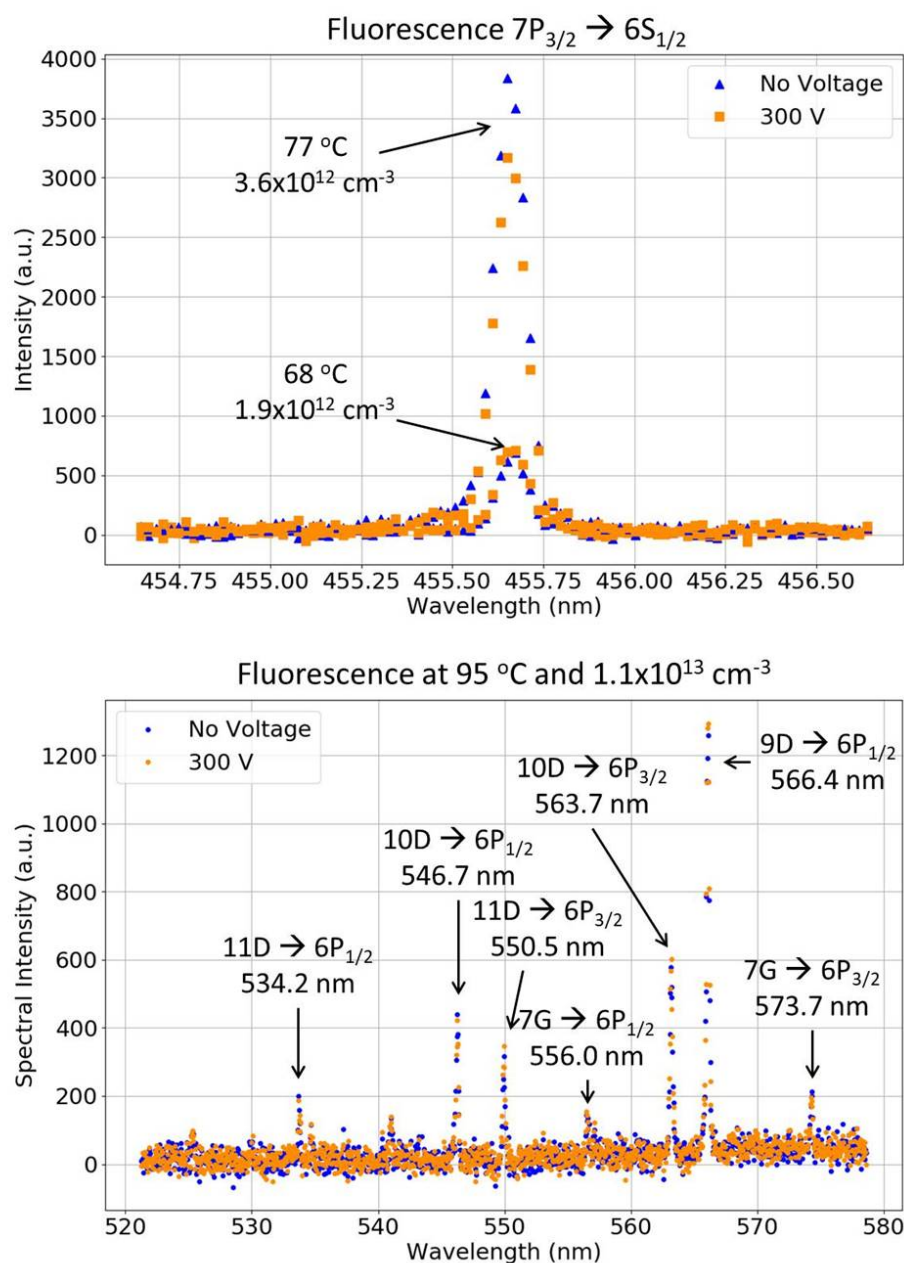 Fluorescence 7P₃/₂ → 6S₁/₂
4000
3500
3000
2500
2000
1500
1000
500
0
Intensity (a.u.)
No Voltage
300 V
77 °C
3.6x10¹² cm⁻³
68 °C
1.9x10¹² cm⁻³
454.75 455.00 455.25 455.50 455.75 456.00 456.25 456.50
Wavelength (nm)
Fluorescence at 95 °C and 1.1x10¹³ cm⁻³
1200
1000
800
600
400
200
0
Spectral Intensity (a.u.)
No Voltage
300 V
9D → 6P₁/₂
566.4 nm
10D → 6P₃/₂
563.7 nm
10D → 6P₁/₂
546.7 nm
11D → 6P₃/₂
550.5 nm
11D → 6P₁/₂
534.2 nm
7G → 6P₁/₂
556.0 nm
7G → 6P₃/₂
573.7 nm
520 530 540 550 560 570 580
Wavelength (nm)